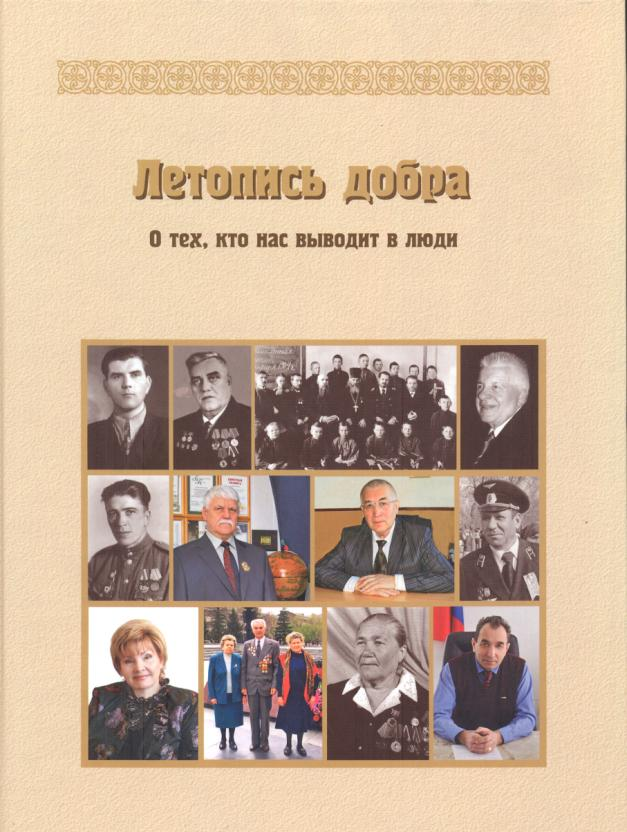 Летопись добра
О тех, кто нас выводит в люди